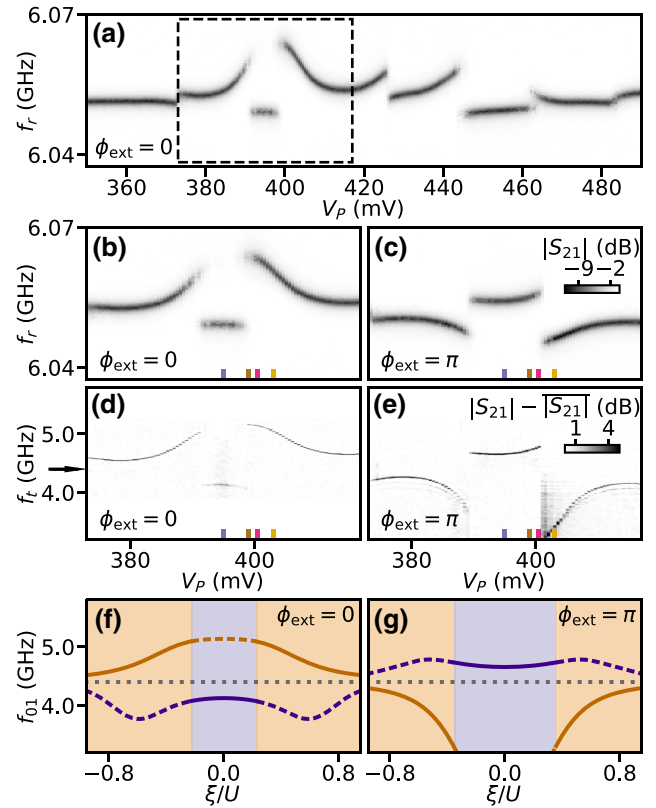 6.07
(a)
f_r (GHz)
ϕ_ext = 0
6.04
360 380 400 420 440 460 480
V_P (mV)
6.07
(b) (c) |S_21| (dB)
−9 −2
f_r (GHz)
ϕ_ext = 0 ϕ_ext = π
6.04
(d) (e) |S_21| − \overline{|S_21|} (dB)
1 4
5.0
f_t (GHz)
4.0
ϕ_ext = 0 ϕ_ext = π
380 400 380 400
V_P (mV) V_P (mV)
(f) ϕ_ext = 0 (g) ϕ_ext = π
5.0
f_01 (GHz)
4.0
−0.8 0.0 0.8 −0.8 0.0 0.8
ξ/U ξ/U